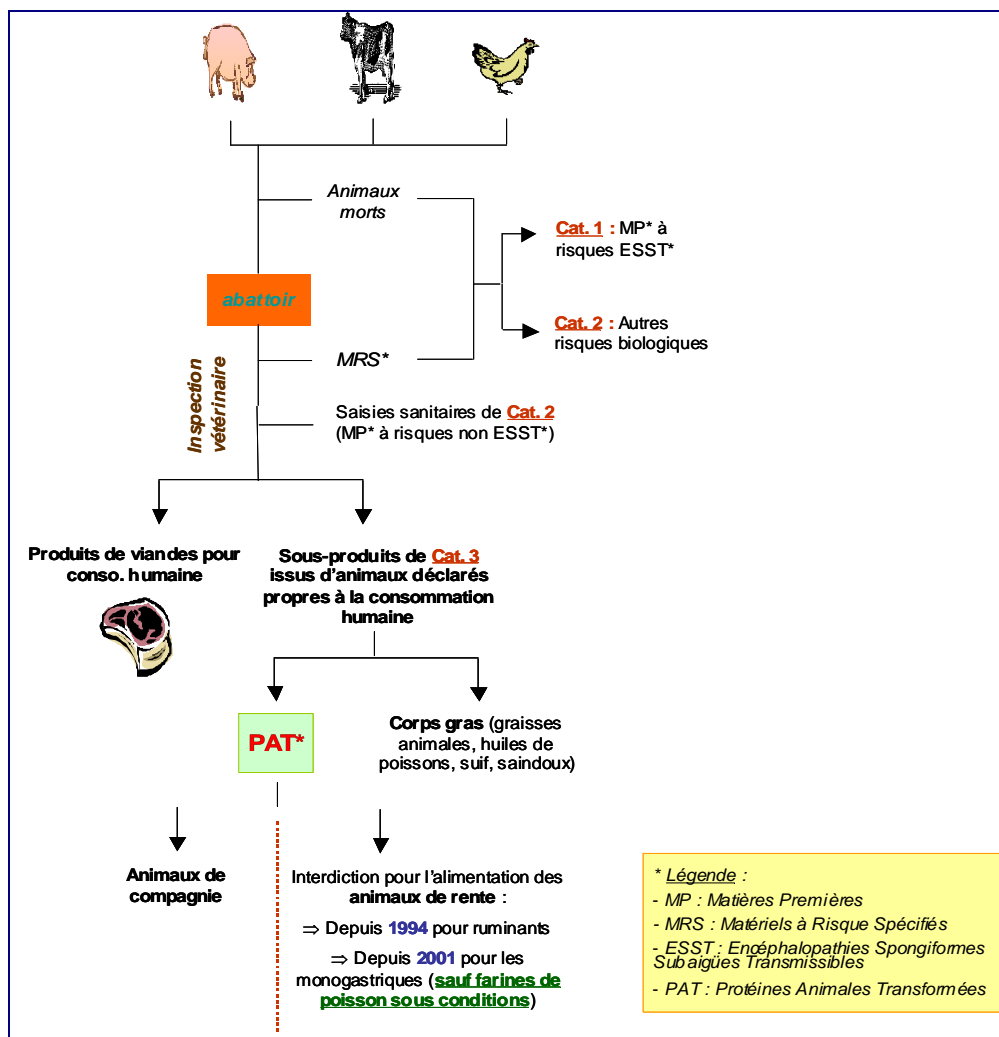 Animaux
morts
Cat. 1 : MP* à
risques ESST*
abattoir
Cat. 2 : Autres
risques biologiques
MRS*
Inspection
vétérinaire
Saisies sanitaires de Cat. 2
(MP* à risques non ESST*)
Produits de viandes pour
conso. humaine
Sous-produits de Cat. 3
issus d'animaux déclarés
propres à la consommation
humaine
PAT*
Corps gras (graisses
animales, huiles de
poissons, suif, saindoux)
Animaux de
compagnie
Interdiction pour l'alimentation des
animaux de rente :
⇒ Depuis 1994 pour ruminants
⇒ Depuis 2001 pour les
monogastriques (sauf farines de
poisson sous conditions)
* Légende :
- MP : Matières Premières
- MRS : Matériels à Risque Spécifiés
- ESST : Encéphalopathies Spongiformes
Subaigües Transmissibles
- PAT : Protéines Animales Transformées